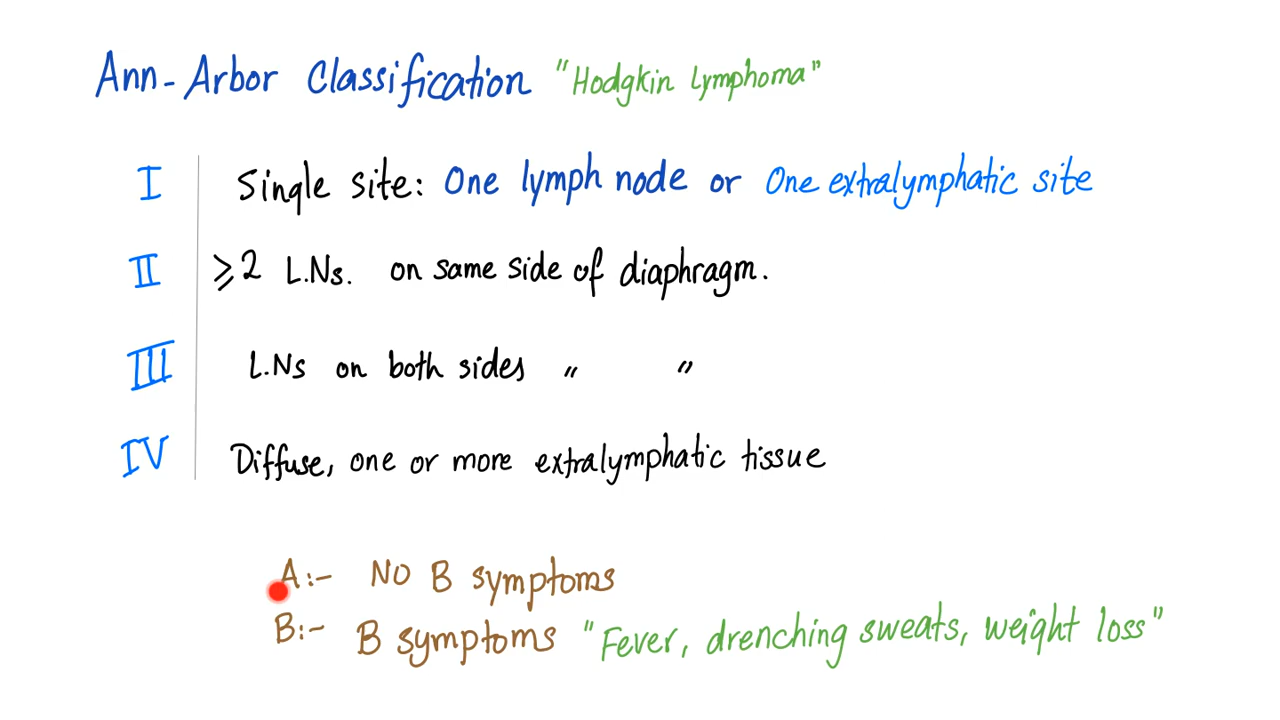 Ann-Arbor Classification "Hodgkin Lymphoma"
I Single site: One lymph node or One extralymphatic site
II ⩾2 L.Ns. on same side of diaphragm.
III L.Ns on both sides " "
IV Diffuse, one or more extralymphatic tissue
A:- NO B symptoms
B:- B symptoms "Fever, drenching sweats, weight loss"